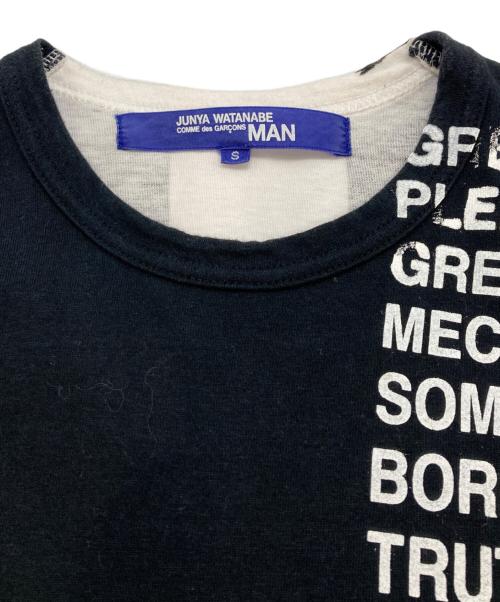 JUNYA WATANABE
COMME des GARÇONS MAN
S
GRE
PLE
GRE
MEC
SOM
BOR
TRUT